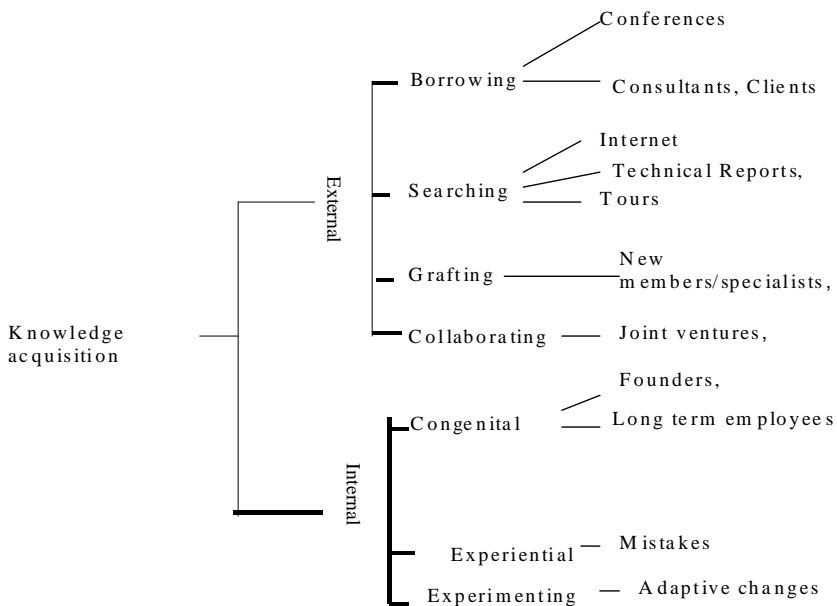 Conferences
Borrowing
Consultants, Clients
Internet
Technical Reports,
Searching
Tours
External
New
members/specialists,
Grafting
Knowledge
acquisition
Collaborating
Joint ventures,
Founders,
Congenital
Long term employees
Internal
Experiential
Mistakes
Experimenting
Adaptive changes